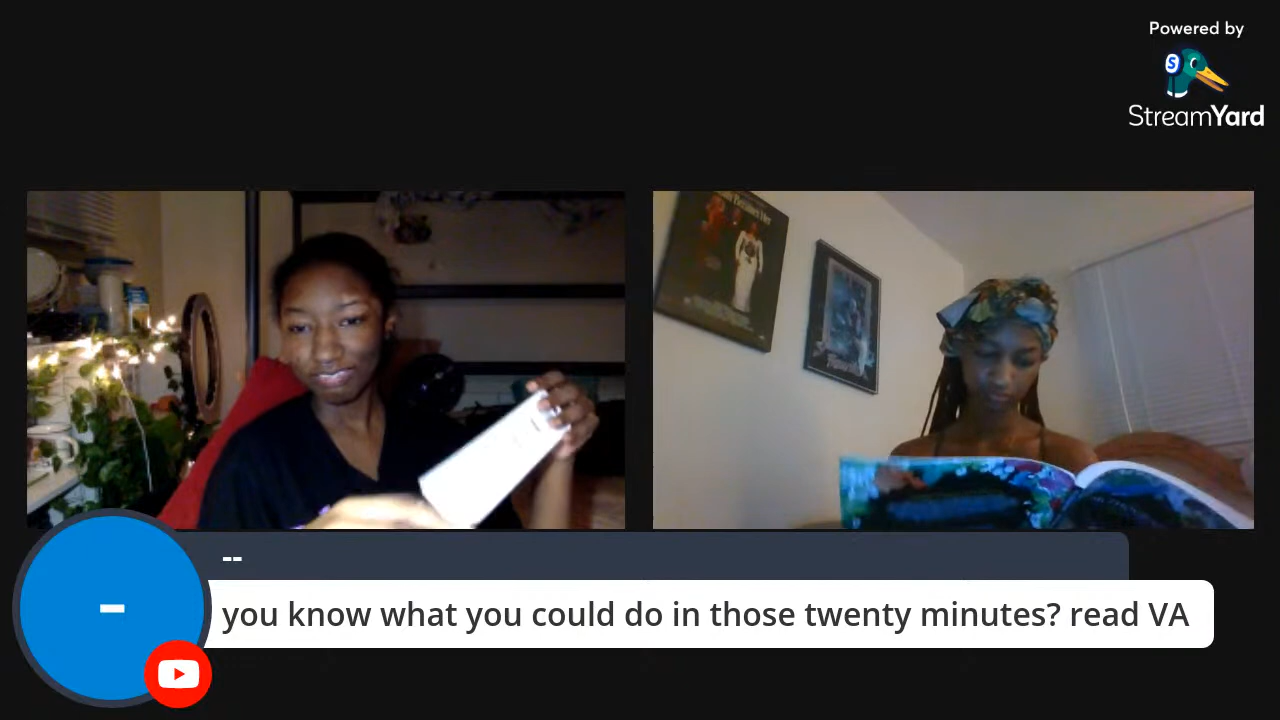 Powered by
S
StreamYard
--
-
you know what you could do in those twenty minutes? read VA